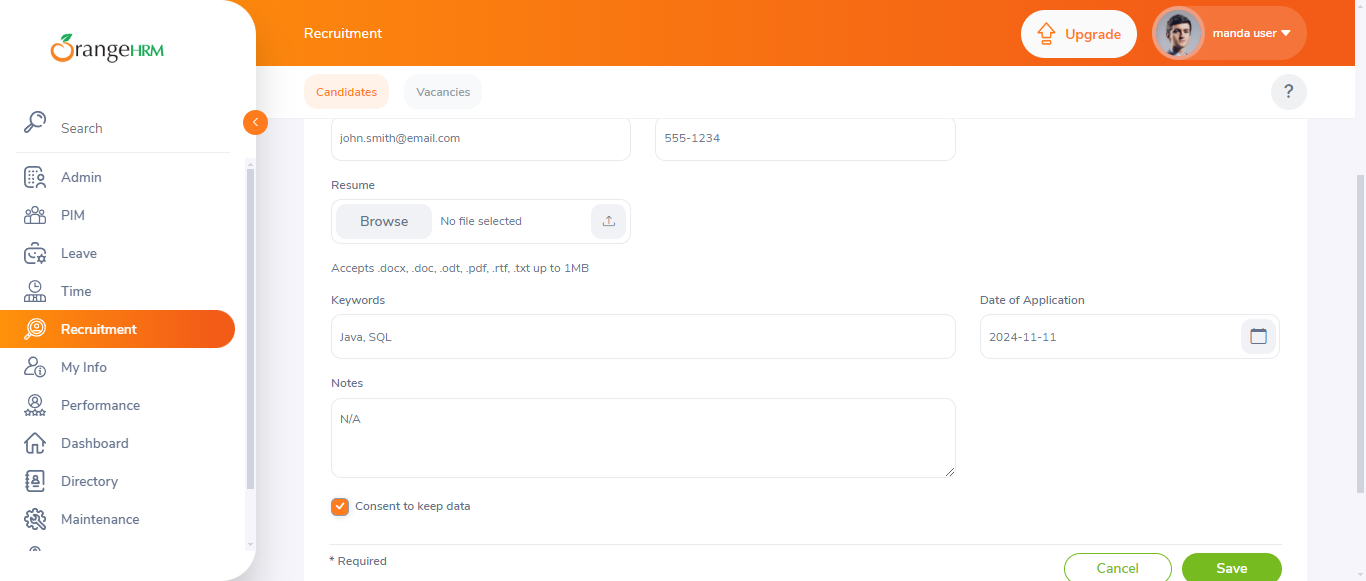 OrangeHRM
Recruitment
Upgrade
manda user
Candidates
Vacancies
?
Search
Admin
PIM
Leave
Time
Recruitment
My Info
Performance
Dashboard
Directory
Maintenance
john.smith@email.com
555-1234
Resume
Browse
No file selected
Accepts .docx, .doc, .odt, .pdf, .rtf, .txt up to 1MB
Keywords
Date of Application
Java, SQL
2024-11-11
Notes
N/A
Consent to keep data
* Required
Cancel
Save